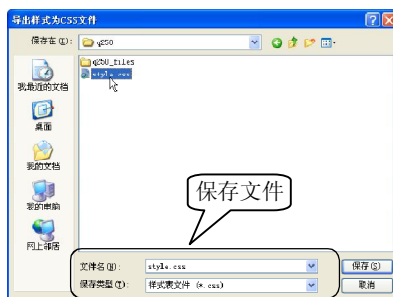 导出样式为CSS文件
保存在(I):
q250
q250_files
style.css
我最近的文档
桌面
我的文档
我的电脑
网上邻居
保存文件
文件名(N):
style.css
保存(S)
保存类型(T):
样式表文件 (*.css)
取消